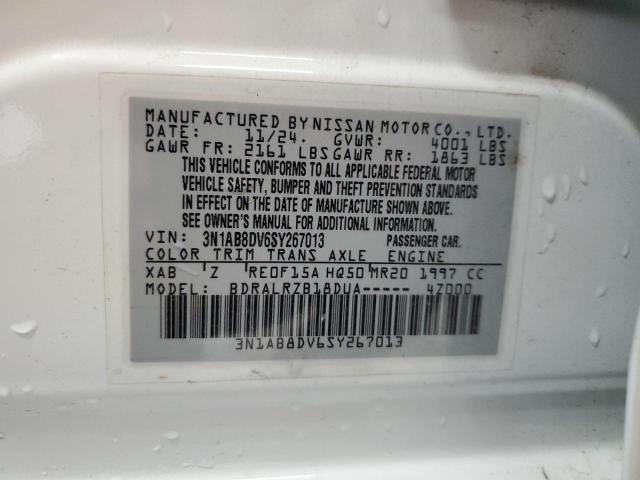 MANUFACTURED BY NISSAN MOTOR CO., LTD.
DATE: 11/24. GVWR: 4001 LBS
GAWR FR: 2161 LBS GAWR RR: 1863 LBS
THIS VEHICLE CONFORMS TO ALL APPLICABLE FEDERAL MOTOR
VEHICLE SAFETY, BUMPER AND THEFT PREVENTION STANDARDS
IN EFFECT ON THE DATE OF MANUFACTURE SHOWN ABOVE.
SEE OWNER'S MANUAL FOR ADDITIONAL INFORMATION.
VIN: 3N1AB8DV6SY267013 PASSENGER CAR.
COLOR TRIM TRANS AXLE ENGINE
XAB Z RE0F15A HQ50 MR20 1997 CC
MODEL: BDRALRZB18DUA----- 4Z000
3N1AB8DV6SY267013